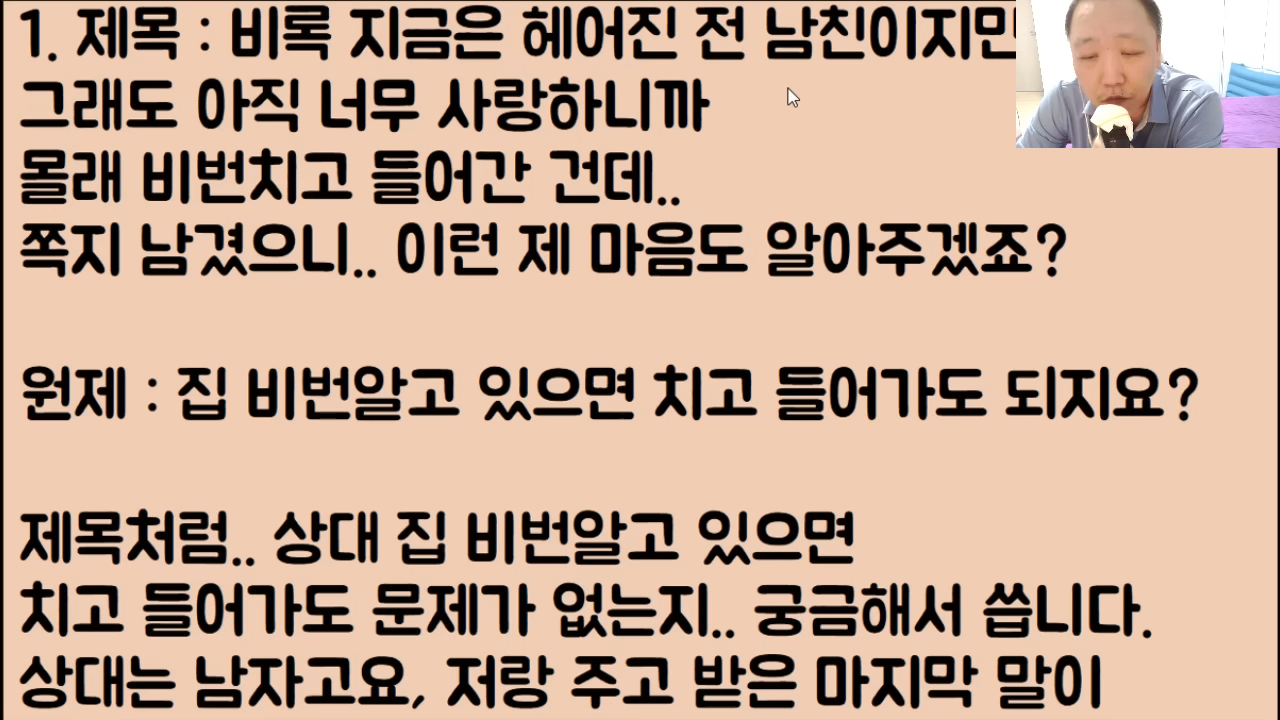 1. 제목 : 비록 지금은 헤어진 전 남친이지만
그래도 아직 너무 사랑하니까
몰래 비번치고 들어간 건데..
쪽지 남겼으니.. 이런 제 마음도 알아주겠죠?
원제 : 집 비번알고 있으면 치고 들어가도 되지요?
제목처럼.. 상대 집 비번알고 있으면
치고 들어가도 문제가 없는지.. 궁금해서 씁니다.
상대는 남자고요, 저랑 주고 받은 마지막 말이